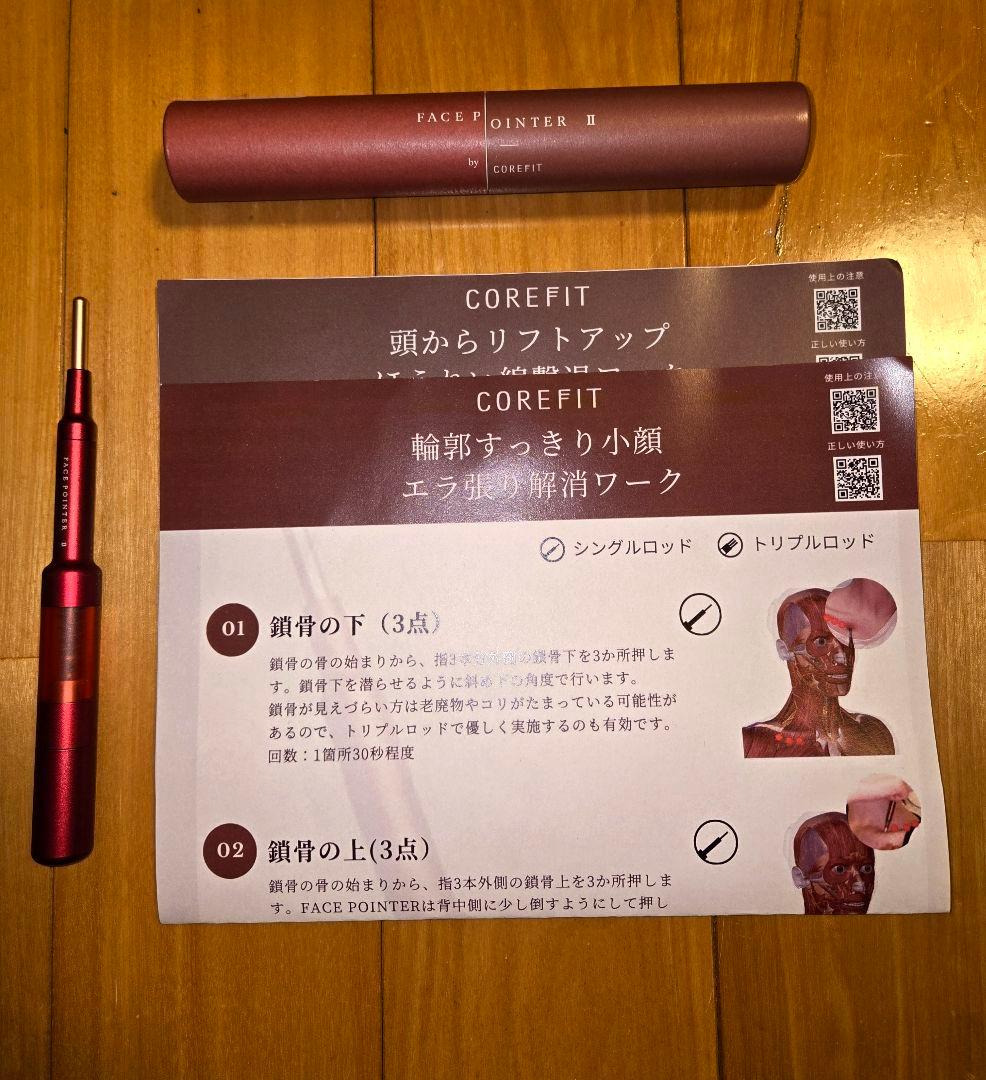 FACE POINTER Ⅱ
by COREFIT
FACE POINTER Ⅱ
COREFIT
頭からリフトアップ
使用上の注意
正しい使い方
COREFIT
輪郭すっきり小顔
エラ張り解消ワーク
使用上の注意
正しい使い方
シングルロッド
トリプルロッド
01 鎖骨の下（3点）
鎖骨の骨の始まりから、指3本分外側の鎖骨下を3か所押しま
す。鎖骨下を潜らせるように斜め下の角度で行います。
鎖骨が見えづらい方は老廃物やコリがたまっている可能性が
あるので、トリプルロッドで優しく実施するのも有効です。
回数：1箇所30秒程度
02 鎖骨の上(3点）
鎖骨の骨の始まりから、指3本外側の鎖骨上を3か所押しま
す。FACE POINTERは背中側に少し倒すようにして押し